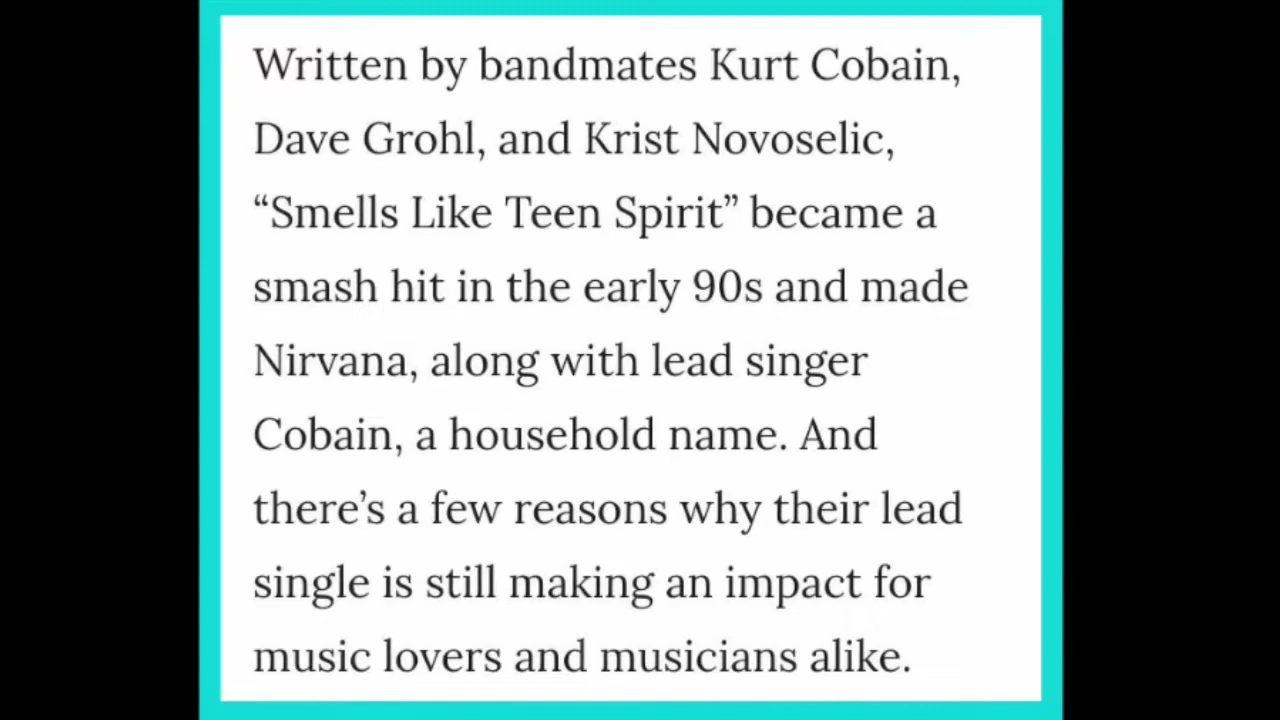 Written by bandmates Kurt Cobain,
Dave Grohl, and Krist Novoselic,
“Smells Like Teen Spirit” became a
smash hit in the early 90s and made
Nirvana, along with lead singer
Cobain, a household name. And
there’s a few reasons why their lead
single is still making an impact for
music lovers and musicians alike.